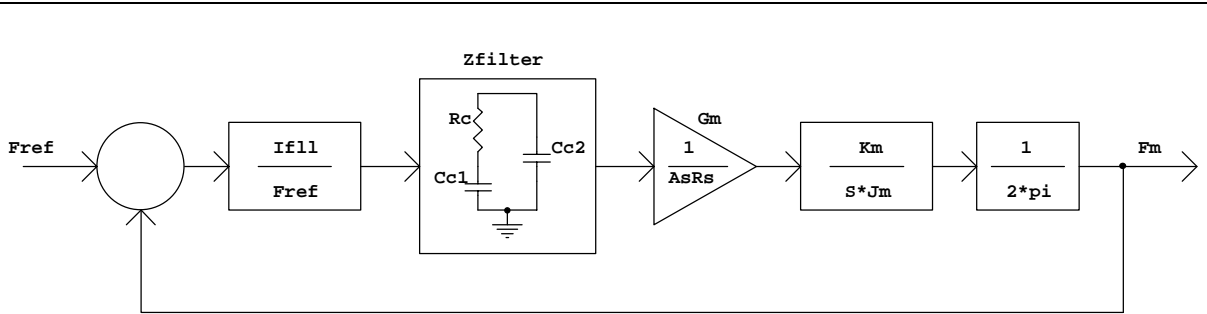 Zfilter
Fref
Ifll
Fref
Rc
Cc1
Cc2
Gm
1
AsRs
Km
S*Jm
1
2*pi
Fm